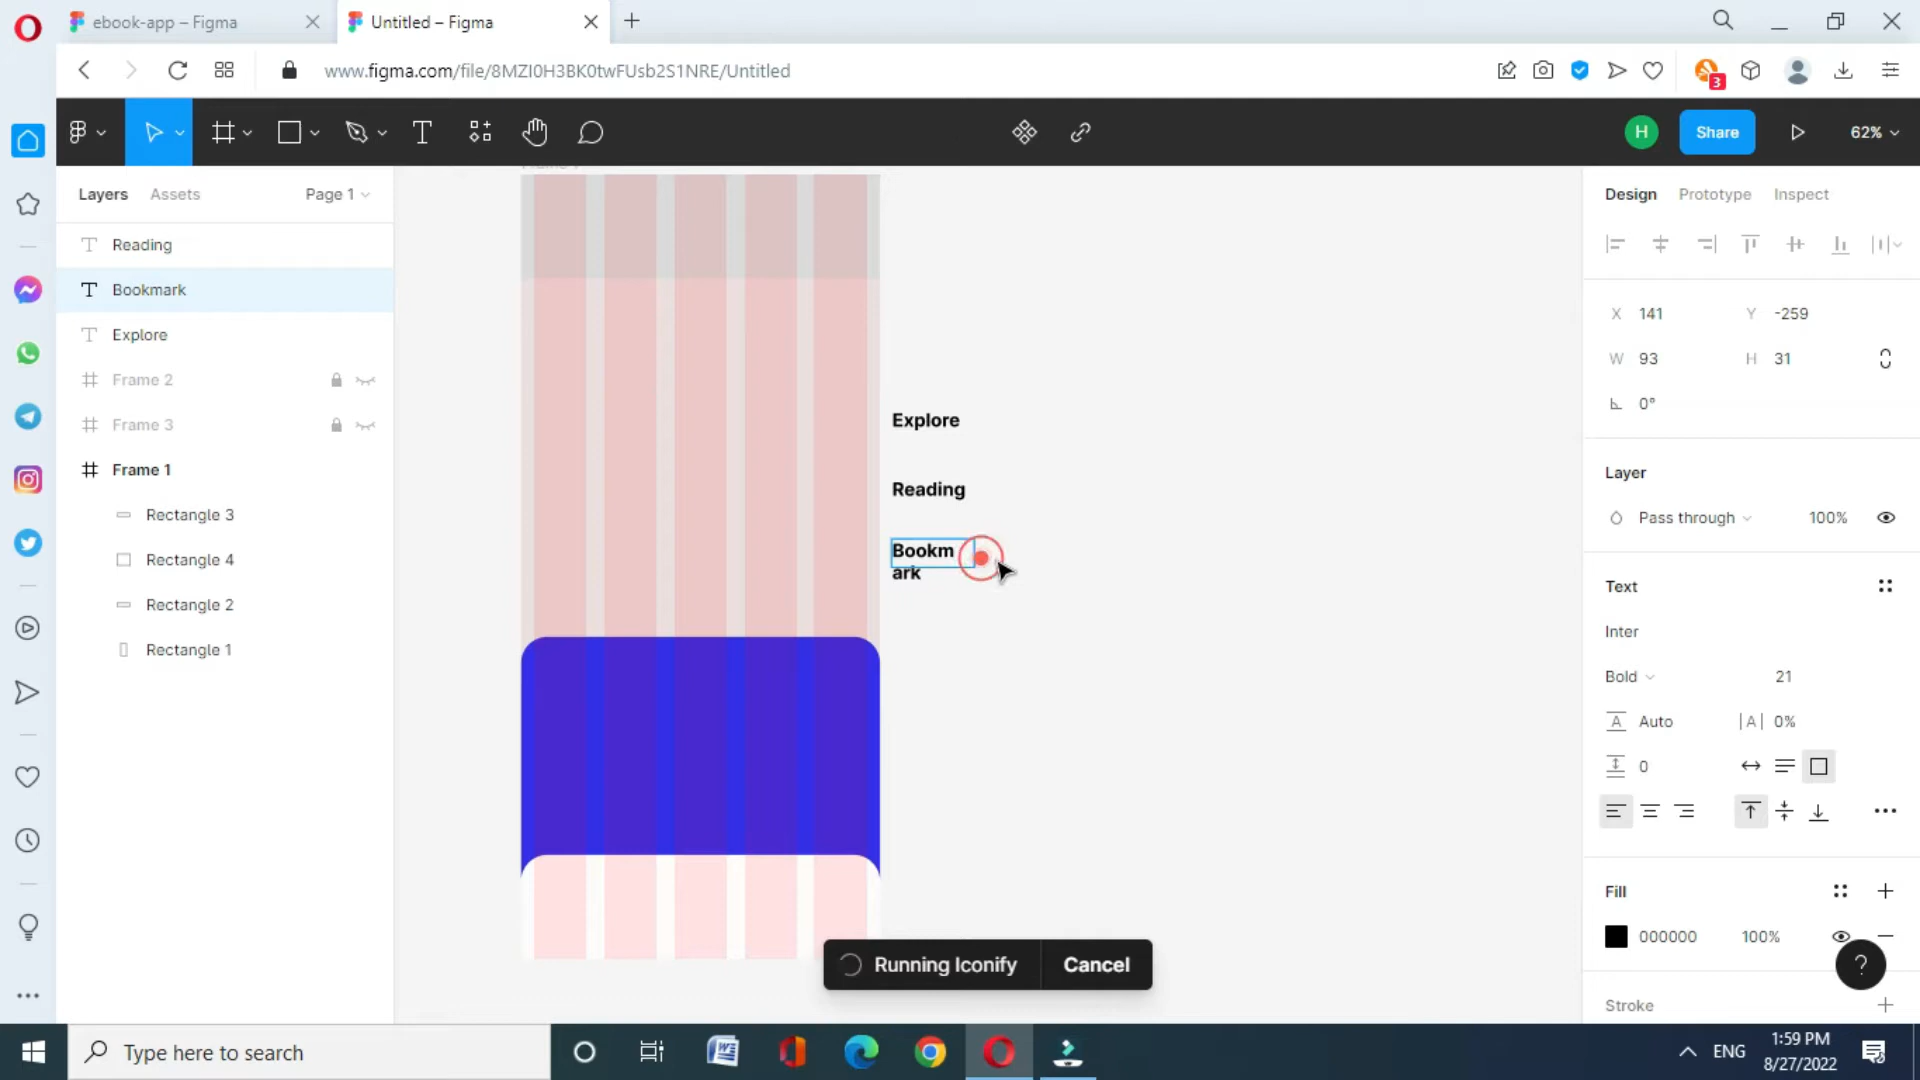 ebook-app – Figma
Untitled – Figma
www.figma.com/file/8MZI0H3BK0twFUsb2S1NRE/Untitled
3
H
Share
62%
Layers
Assets
Page 1
Design
Prototype
Inspect
Reading
Bookmark
Explore
Frame 2
Frame 3
Frame 1
Rectangle 3
Rectangle 4
Rectangle 2
Rectangle 1
Explore
Reading
Bookm
ark
Running Iconify
Cancel
X 141
Y -259
W 93
H 31
0°
Layer
Pass through
100%
Text
Inter
Bold
21
A Auto
|A| 0%
0
Fill
000000
100%
?
Stroke
Type here to search
ENG
1:59 PM
8/27/2022